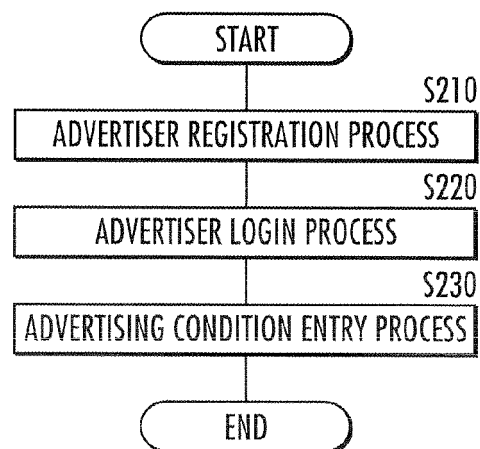 START
S210
ADVERTISER REGISTRATION PROCESS
S220
ADVERTISER LOGIN PROCESS
S230
ADVERTISING CONDITION ENTRY PROCESS
END